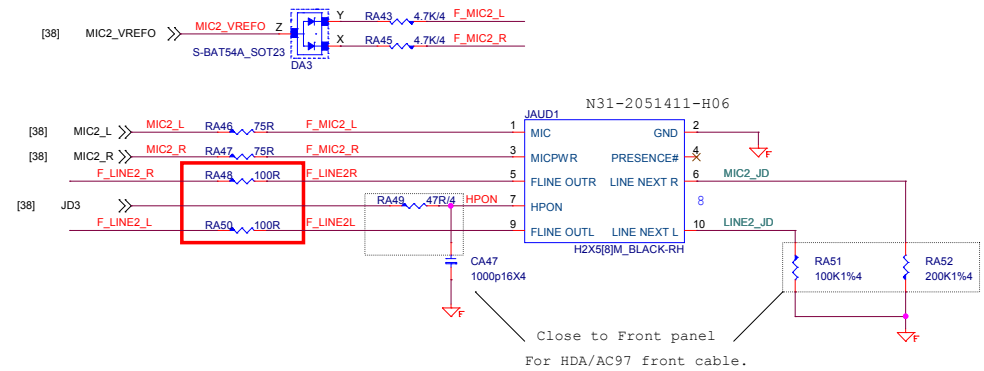 Y RA43 4.7K/4 F_MIC2_L
[38] MIC2_VREFO MIC2_VREFO Z
X RA45 4.7K/4 F_MIC2_R
S-BAT54A_SOT23
DA3
N31-2051411-H06
JAUD1
[38] MIC2_L MIC2_L RA46 75R F_MIC2_L 1 MIC GND 2
F
[38] MIC2_R MIC2_R RA47 75R F_MIC2_R 3 MICPWR PRESENCE# 4
F_LINE2_R RA48 100R F_LINE2R 5 FLINE OUTR LINE NEXT R 6 MIC2_JD
[38] JD3 RA49 47R/4 HPON 7 HPON 8
F_LINE2_L RA50 100R F_LINE2L 9 FLINE OUTL LINE NEXT L 10 LINE2_JD
H2X5[8]M_BLACK-RH
CA47
1000p16X4
RA51
100K1%4
RA52
200K1%4
F
F
Close to Front panel
For HDA/AC97 front cable.